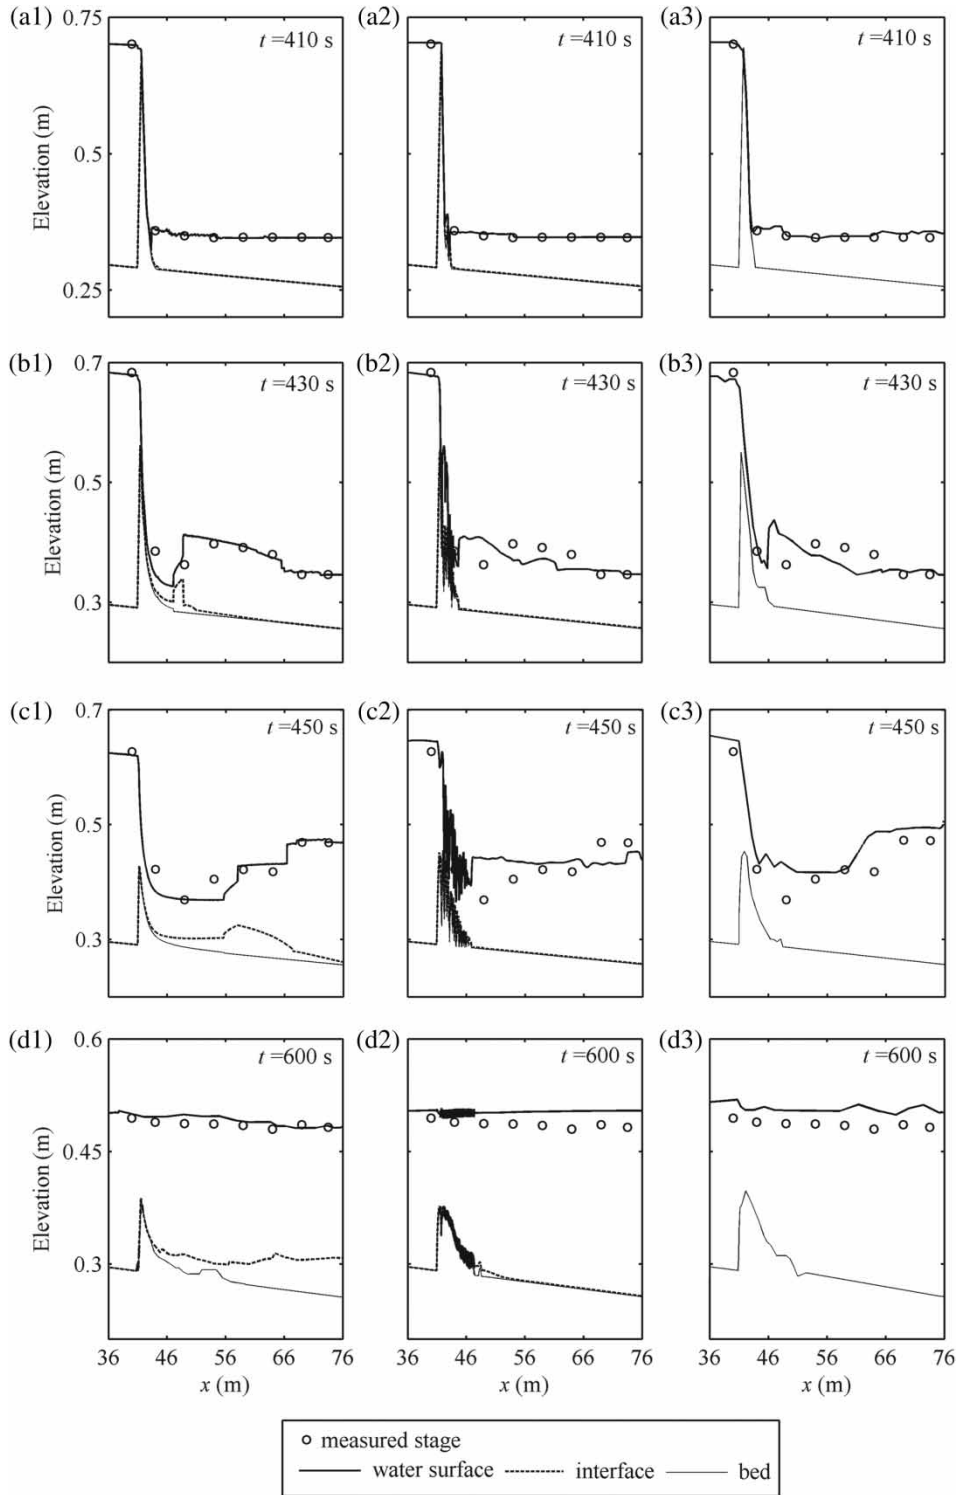 (a1) (a2) (a3)
0.75
t =410 s t =410 s t =410 s
Elevation (m)
0.5
0.25
(b1) (b2) (b3)
0.7
t =430 s t =430 s t =430 s
Elevation (m)
0.5
0.3
(c1) (c2) (c3)
0.7
t =450 s t =450 s t =450 s
Elevation (m)
0.5
0.3
(d1) (d2) (d3)
0.6
t =600 s t =600 s t =600 s
Elevation (m)
0.45
0.3
36 46 56 66 76 36 46 56 66 76 36 46 56 66 76
x (m) x (m) x (m)
measured stage
water surface interface bed